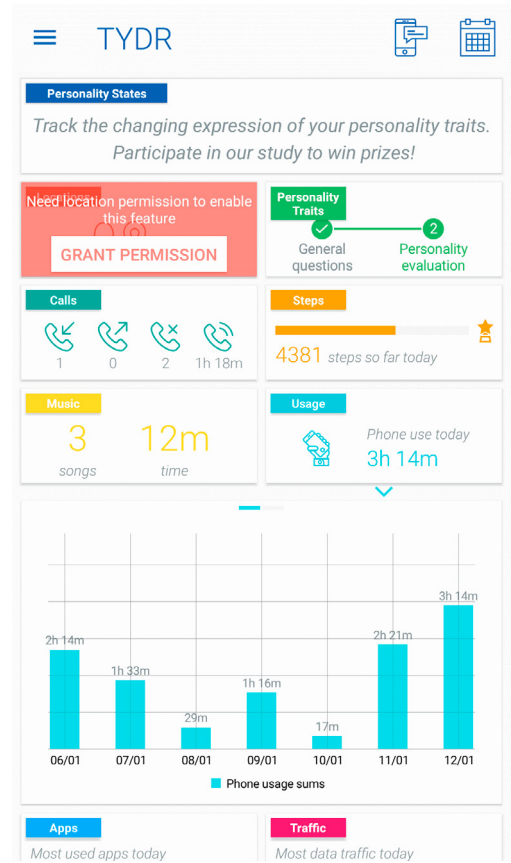 TYDR
Personality States
Track the changing expression of your personality traits.
Participate in our study to win prizes!
Need location permission to enable
this feature
GRANT PERMISSION
Personality
Traits
2
General
questions
Personality
evaluation
Calls
1 0 2 1h 18m
Steps
4381 steps so far today
Music
3 12m
songs time
Usage
Phone use today
3h 14m
2h 14m
1h 33m
29m
1h 16m
17m
2h 21m
3h 14m
06/01 07/01 08/01 09/01 10/01 11/01 12/01
Phone usage sums
Apps
Most used apps today
Traffic
Most data traffic today